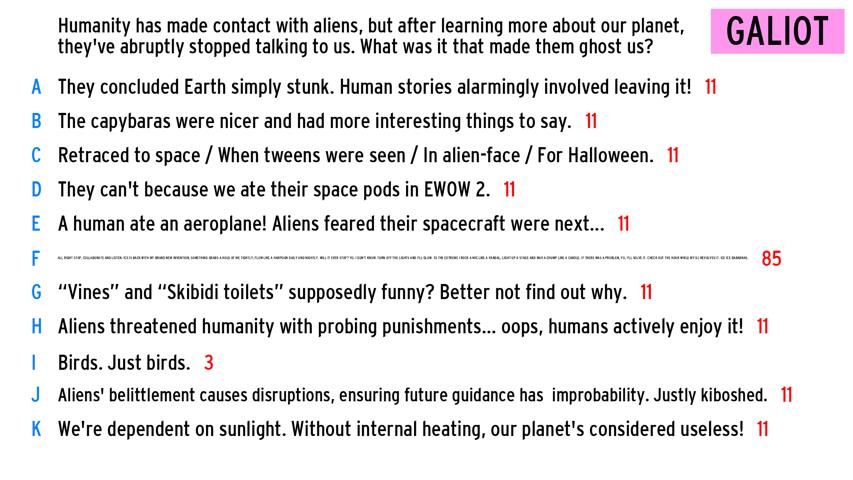 Humanity has made contact with aliens, but after learning more about our planet,
they've abruptly stopped talking to us. What was it that made them ghost us?
GALIOT
A They concluded Earth simply stunk. Human stories alarmingly involved leaving it! 11
B The capybaras were nicer and had more interesting things to say. 11
C Retraced to space / When tweens were seen / In alien-face / For Halloween. 11
D They can't because we ate their space pods in EWOW 2. 11
E A human ate an aeroplane! Aliens feared their spacecraft were next... 11
F 85
G “Vines” and “Skibidi toilets” supposedly funny? Better not find out why. 11
H Aliens threatened humanity with probing punishments... oops, humans actively enjoy it! 11
I Birds. Just birds. 3
J Aliens' belittlement causes disruptions, ensuring future guidance has improbability. Justly kiboshed. 11
K We're dependent on sunlight. Without internal heating, our planet's considered useless! 11